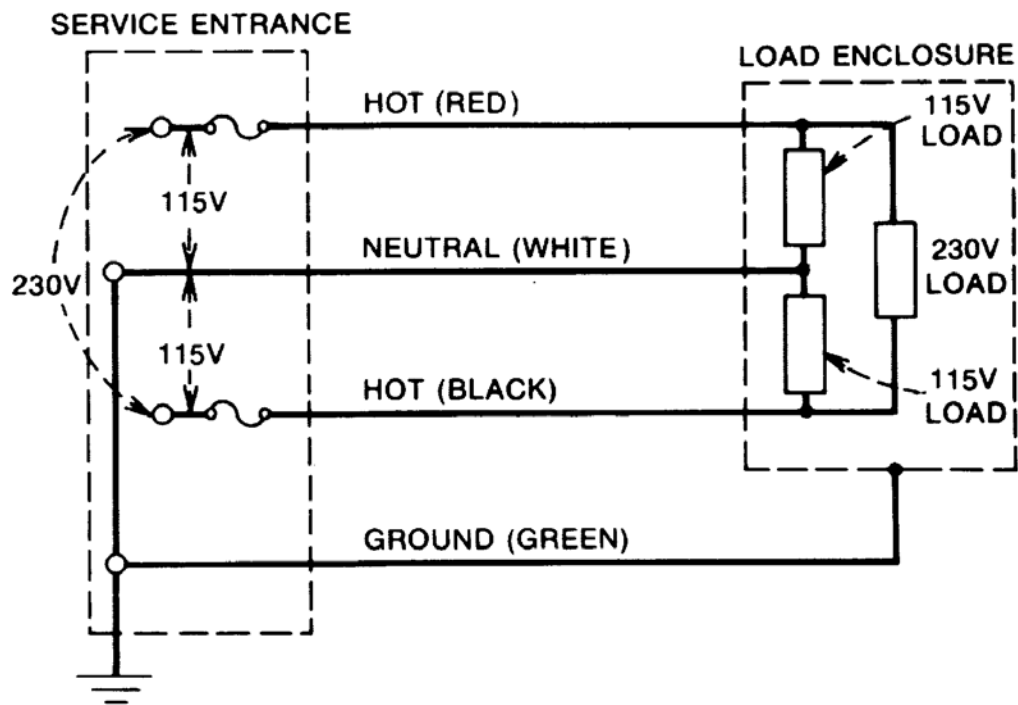 SERVICE ENTRANCE
LOAD ENCLOSURE
HOT (RED)
115V
LOAD
115V
NEUTRAL (WHITE)
230V
LOAD
230V
115V
HOT (BLACK)
115V
LOAD
GROUND (GREEN)